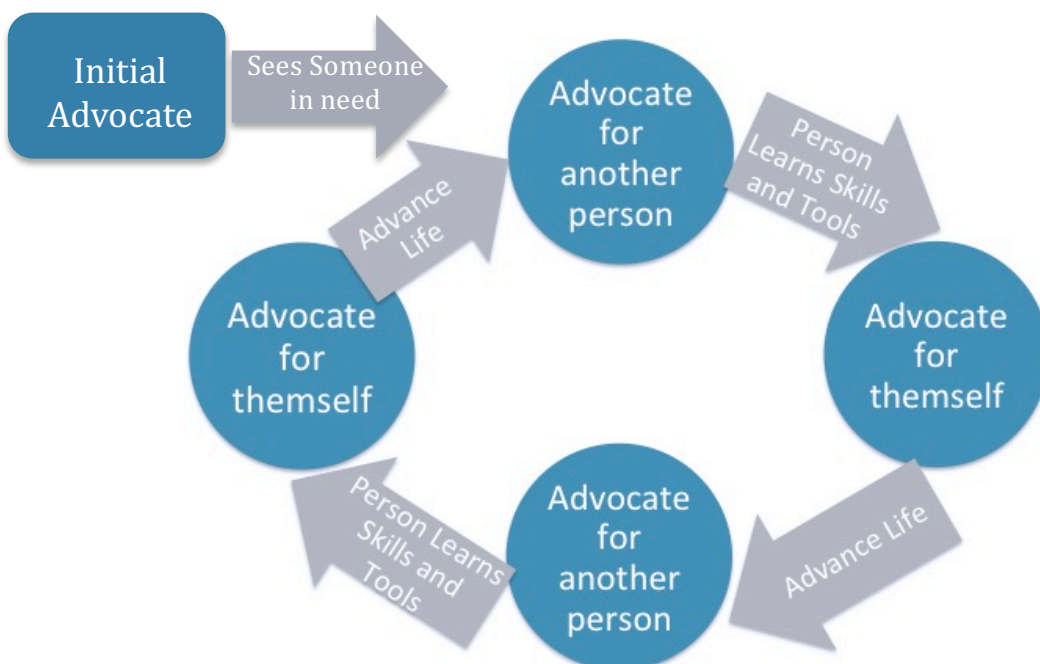 Initial
Advocate
Sees Someone
in need
Advocate
for
another
person
Person
Learns Skills
and Tools
Advocate
for
themself
Advance Life
Advocate
for
another
person
Person Learns
Skills and
Tools
Advocate
for
themself
Advance
Life